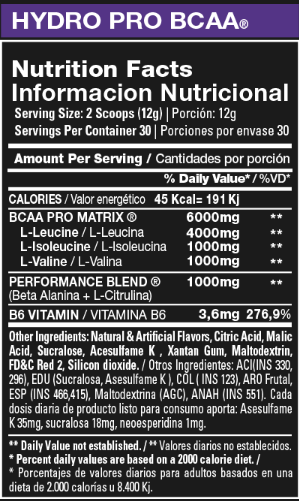 HYDRO PRO BCAA®
Nutrition Facts
Informacion Nutricional
Serving Size: 2 Scoops (12g) | Porción: 12g
Servings Per Container 30 | Porciones por envase 30
Amount Per Serving / Cantidades por porción
% Daily Value* / %VD*
CALORIES / Valor energético 45 Kcal= 191 Kj
BCAA PRO MATRIX ® 6000mg **
L-Leucine / L-Leucina 4000mg **
L-Isoleucine / L-Isoleucina 1000mg **
L-Valine / L-Valina 1000mg **
PERFORMANCE BLEND ® 1000mg **
(Beta Alanina + L-Citrulina)
B6 VITAMIN / VITAMINA B6 3,6mg 276,9%
Other Ingredients: Natural & Artificial Flavors, Citric Acid, Malic
Acid, Sucralose, Acesulfame K , Xantan Gum, Maltodextrin,
FD&C Red 2, Silicon dioxide. / Otros Ingredientes: ACI(INS 330,
296), EDU (Sucralosa, Acesulfame K ), COL ( INS 123), ARO Frutal,
ESP (INS 466,415), Maltodextrina (AGC), ANAH (INS 551). Cada
dosis diaria de producto listo para consumo aporta: Asesulfame
K 35mg, sucralosa 18mg, neoesperidina 1mg.
** Daily Value not established. / ** Valores diarios no establecidos.
* Percent daily values are based on a 2000 calorie diet. /
* Porcentajes de valores diarios para adultos basados en una
dieta de 2.000 calorías u 8.400 Kj.